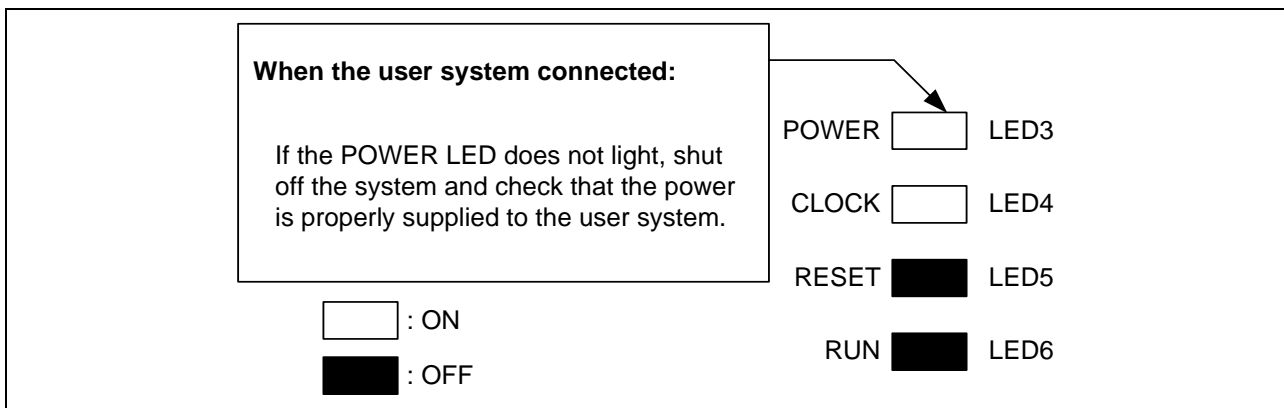 When the user system connected:
If the POWER LED does not light, shut
off the system and check that the power
is properly supplied to the user system.
POWER LED3
CLOCK LED4
RESET LED5
RUN LED6
: ON
: OFF